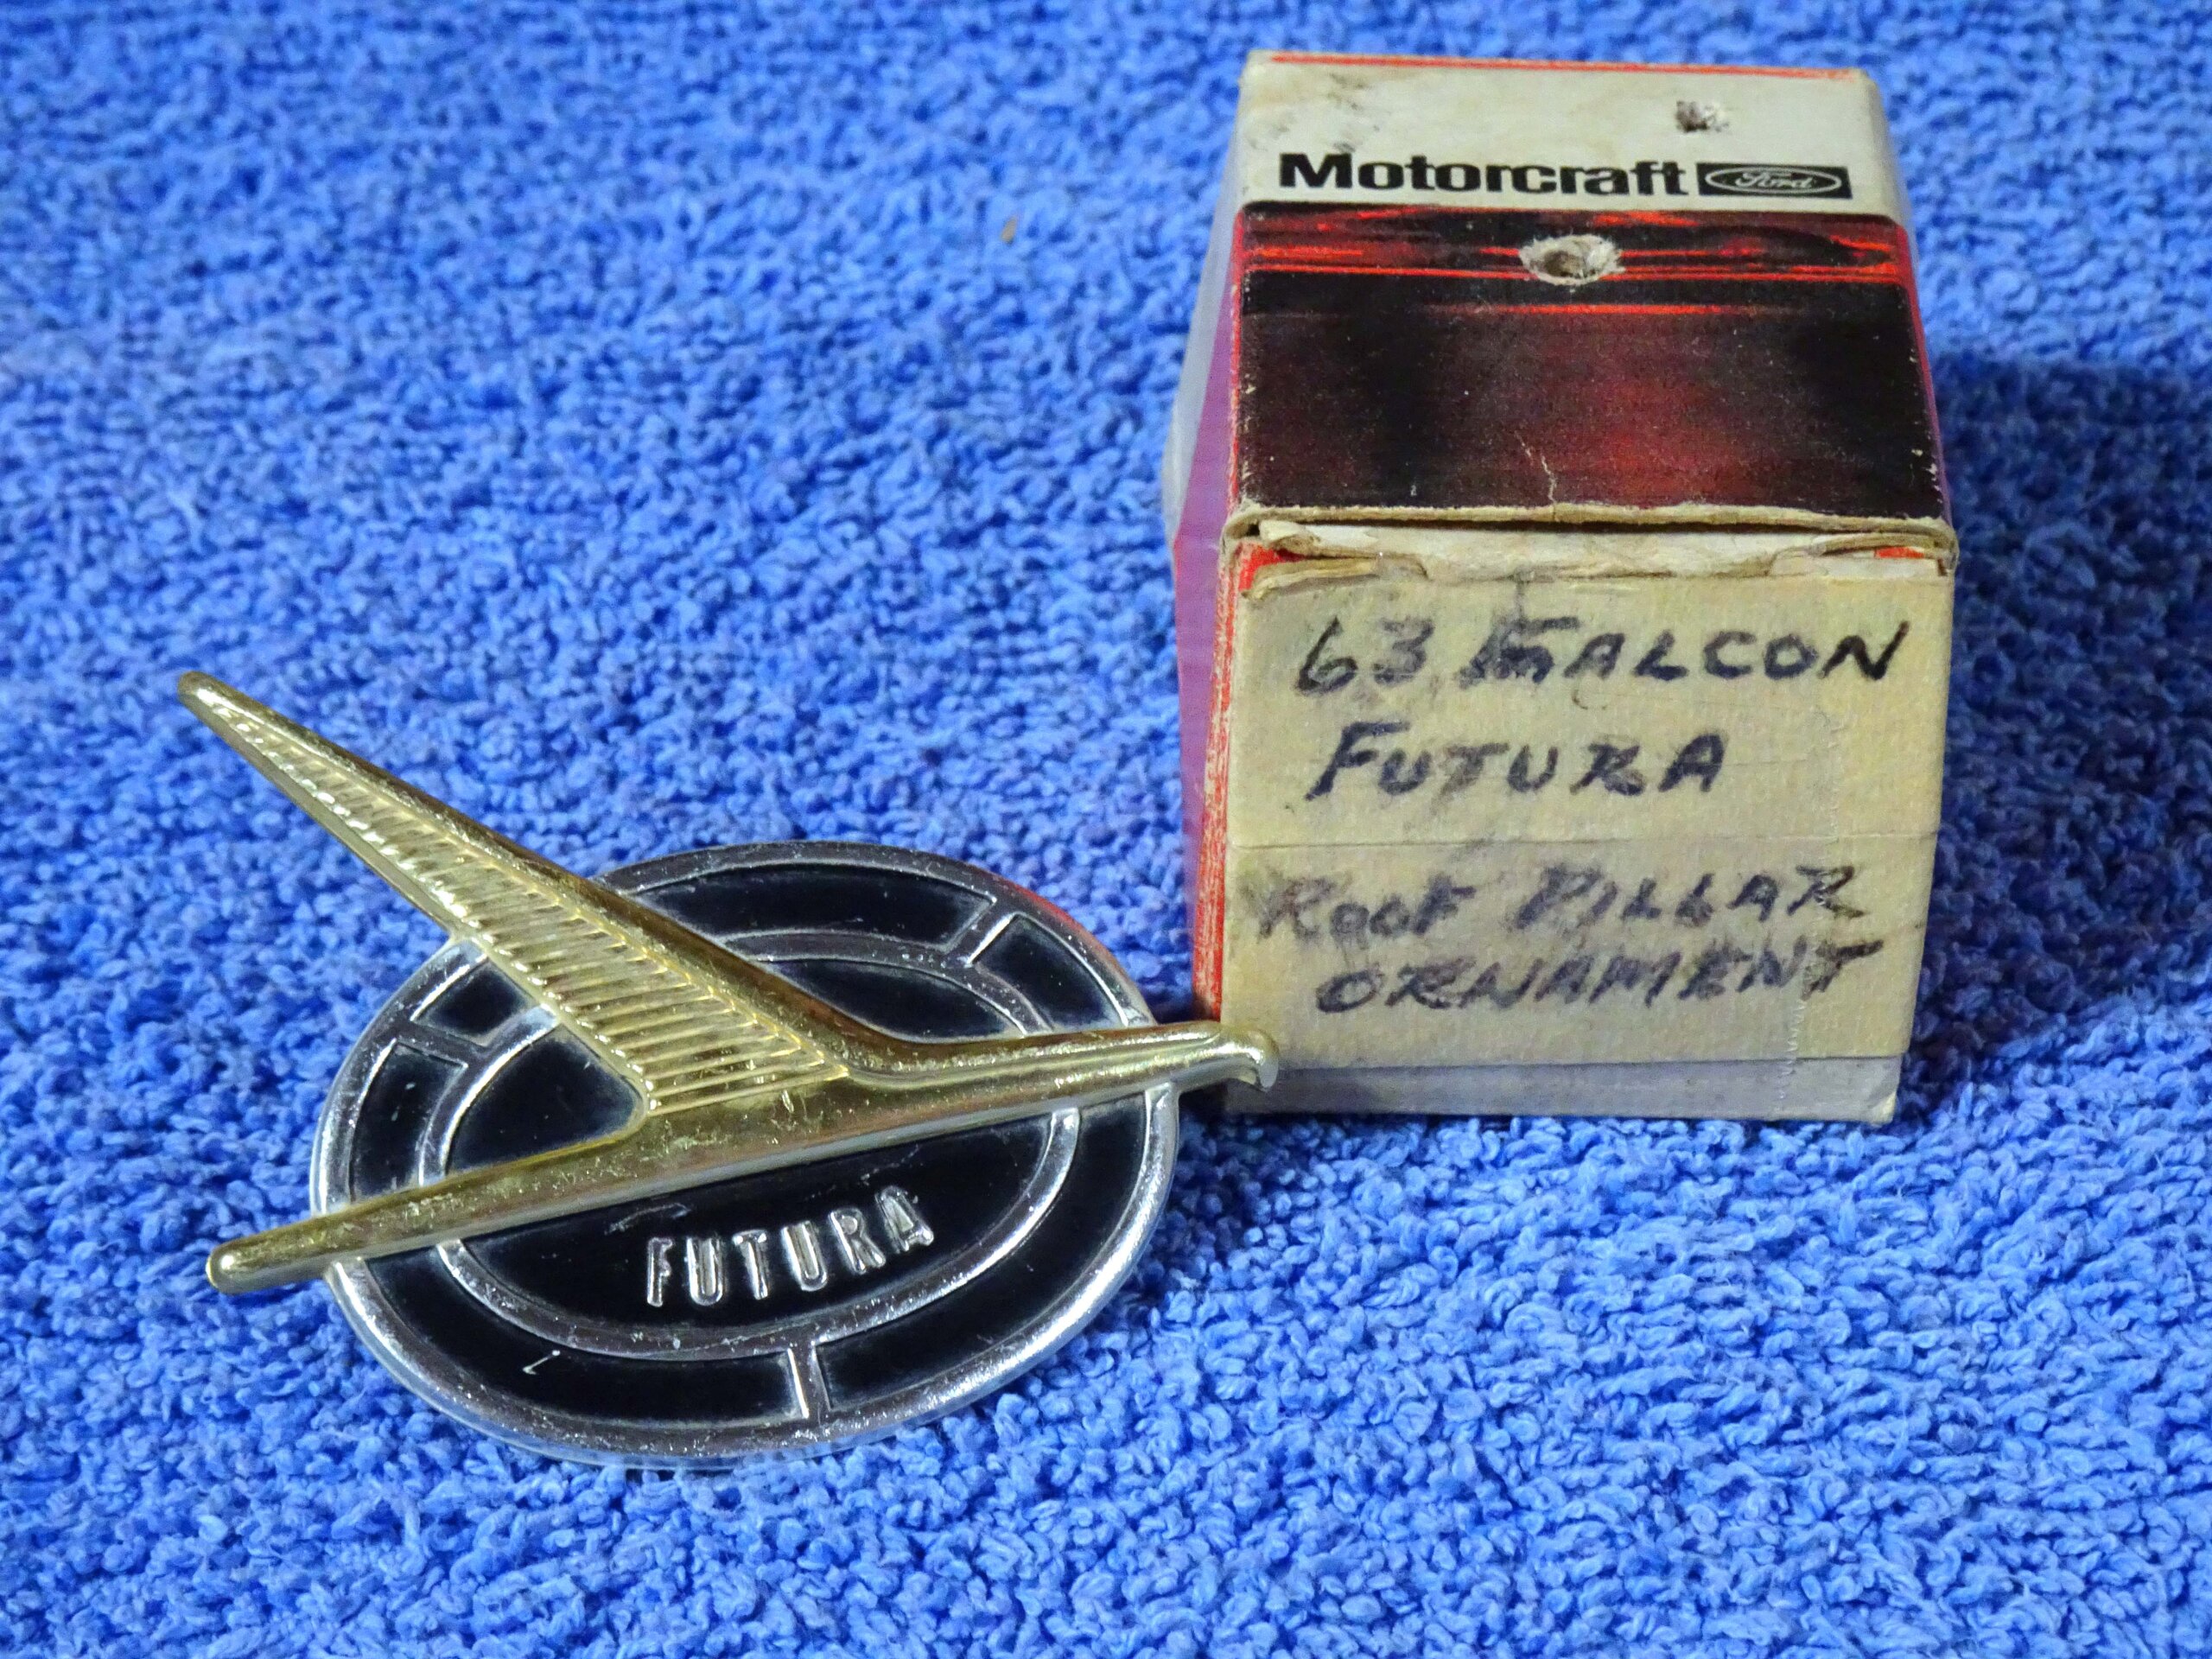 Motorcraft Ford
63 FALCON
FUTURA
ROOF PILLAR
ORNAMENT
FUTURA